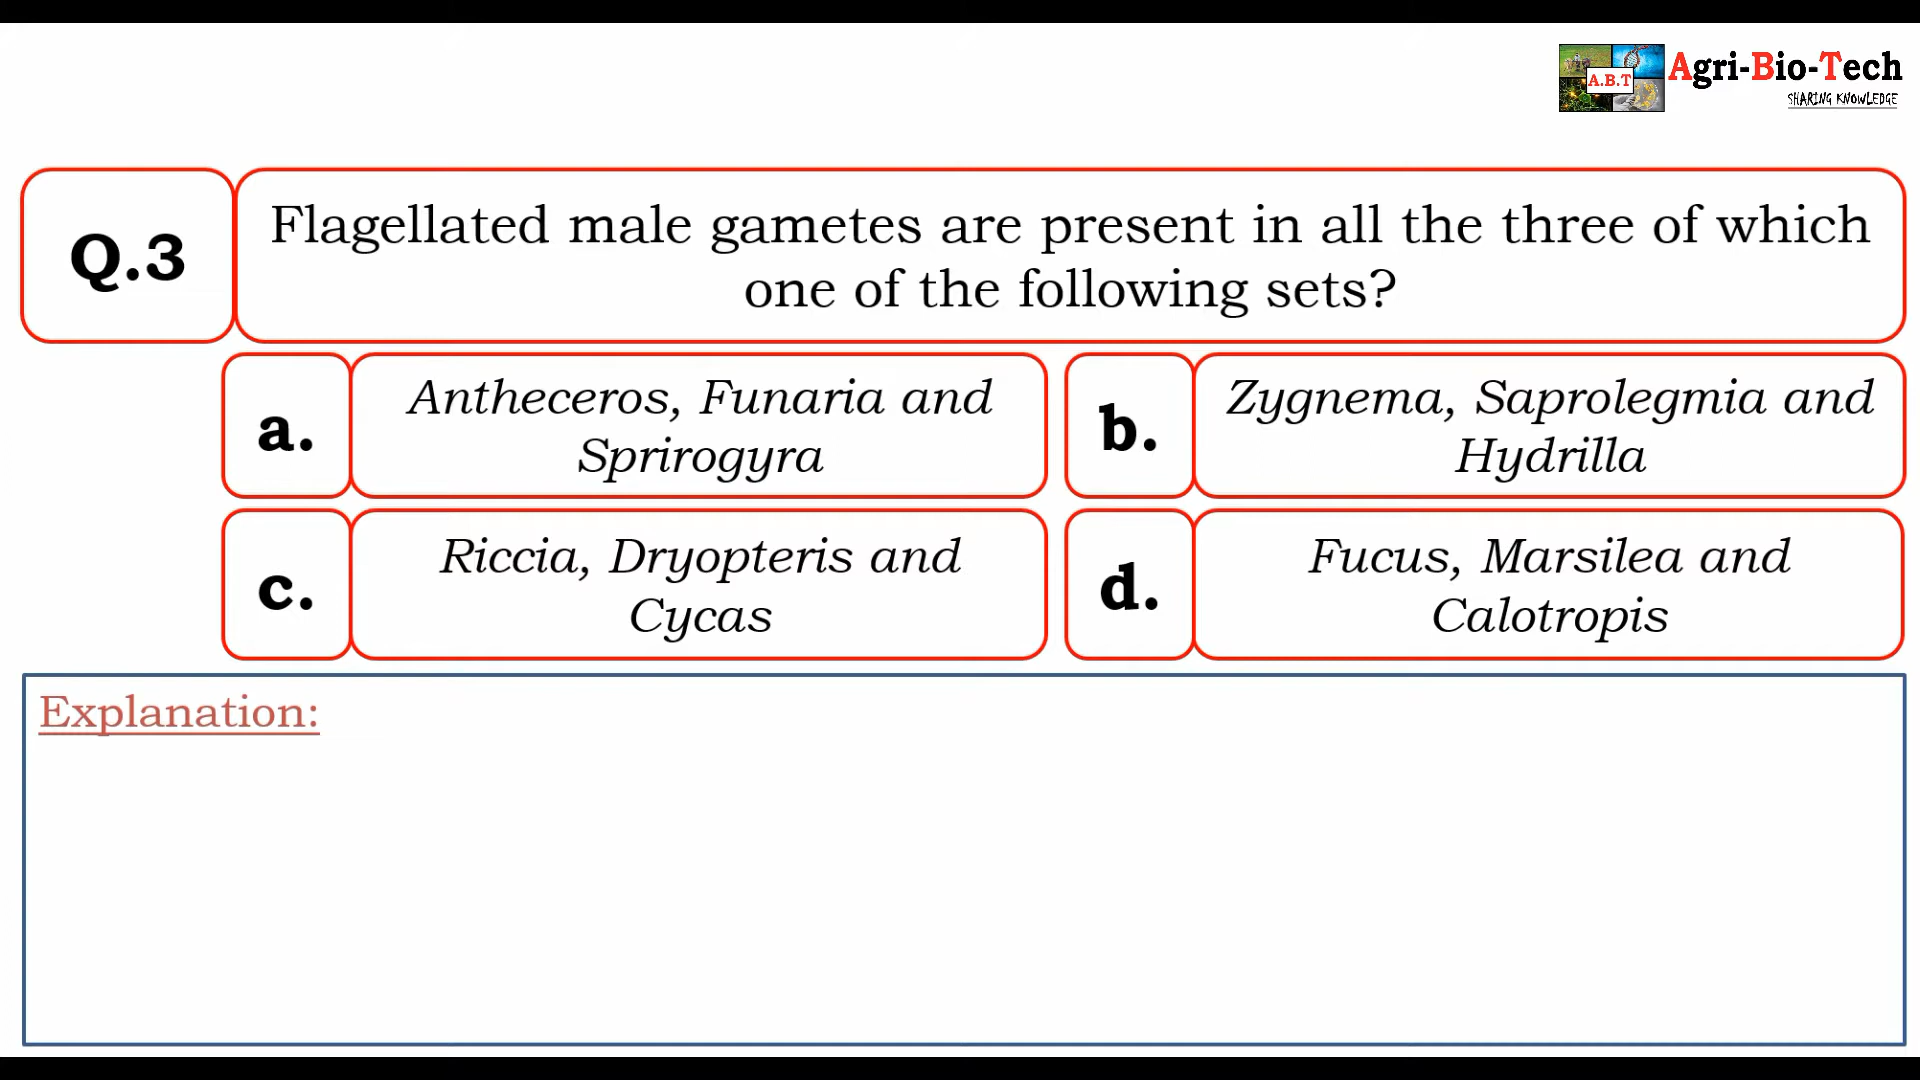 A.B.T
Agri-Bio-Tech
SHARING KNOWLEDGE
Q.3
Flagellated male gametes are present in all the three of which
one of the following sets?
a.
Antheceros, Funaria and
Sprirogyra
b.
Zygnema, Saprolegmia and
Hydrilla
c.
Riccia, Dryopteris and
Cycas
d.
Fucus, Marsilea and
Calotropis
Explanation: